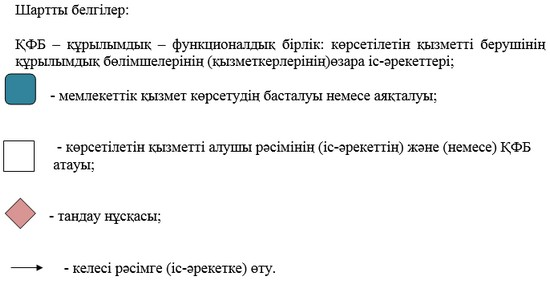 Шартты белгілер:
ҚФБ – құрылымдық – функционалдық бірлік: көрсетілетін қызметті берушінің
құрылымдық бөлімшелерінің (қызметкерлерінің)өзара іс-әрекеттері;
- мемлекеттік қызмет көрсетудің басталуы немесе аяқталуы;
- көрсетілетін қызметті алушы рәсімінің (іс-әрекеттің) және (немесе) ҚФБ
атауы;
- таңдау нұсқасы;
- келесі рәсімге (іс-әрекетке) өту.